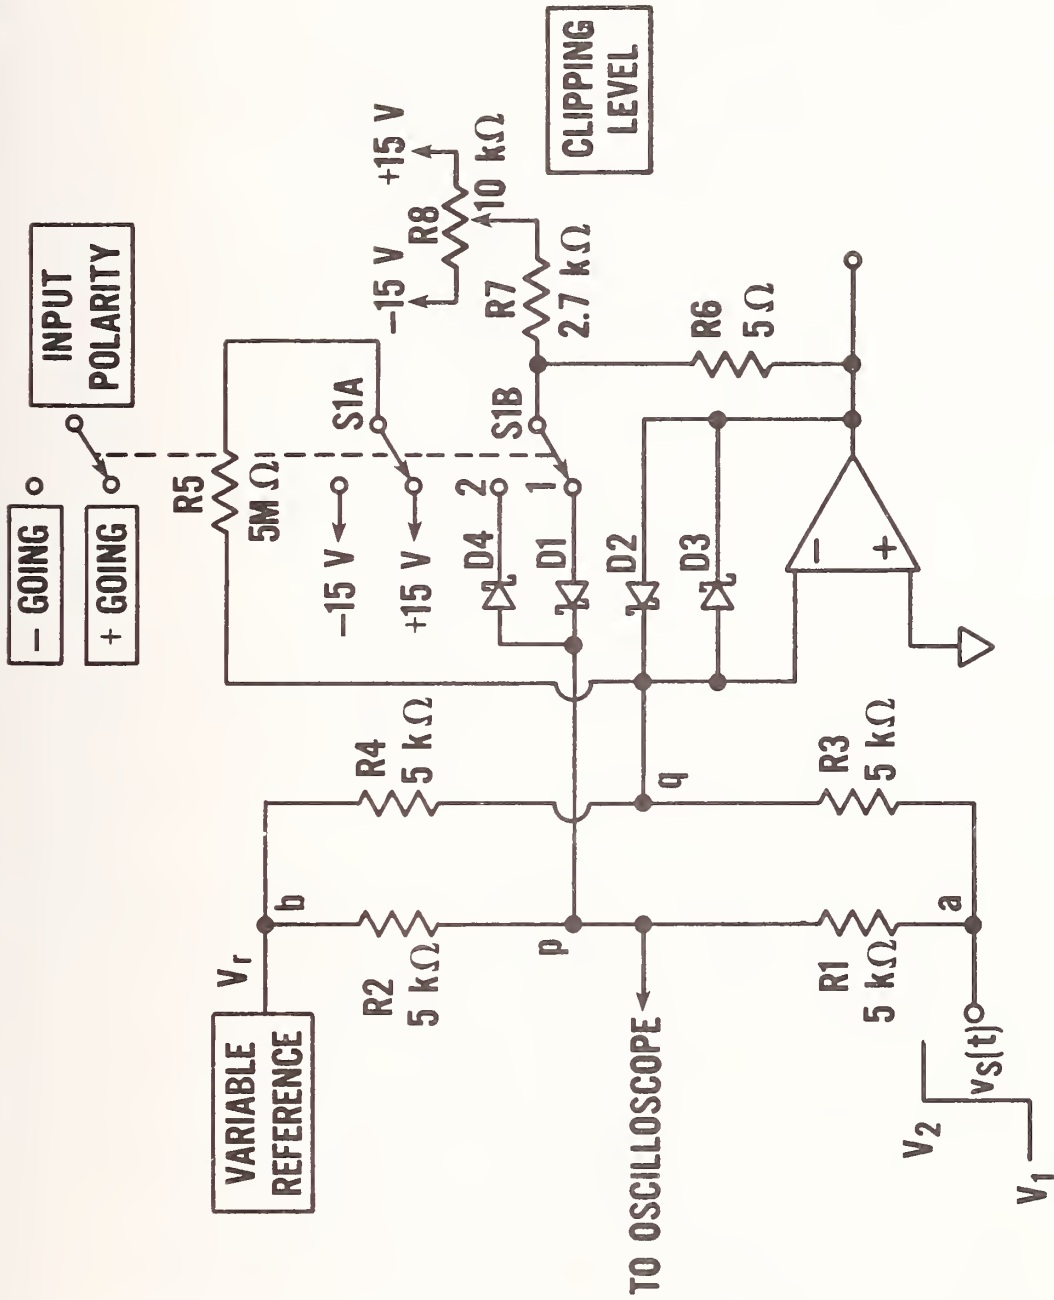 − GOING
+ GOING
INPUT
POLARITY
R5
5M Ω
−15 V
+15 V
S1A
−15 V
+15 V
R8
10 kΩ
R7
2.7 kΩ
CLIPPING
LEVEL
D4
2
D1
1
S1B
D2
D3
R6
5 Ω
−
+
VARIABLE
REFERENCE
Vr
b
R2
5 kΩ
R4
5 kΩ
p
q
TO OSCILLOSCOPE
R1
5 kΩ
R3
5 kΩ
a
vS(t)
V2
V1